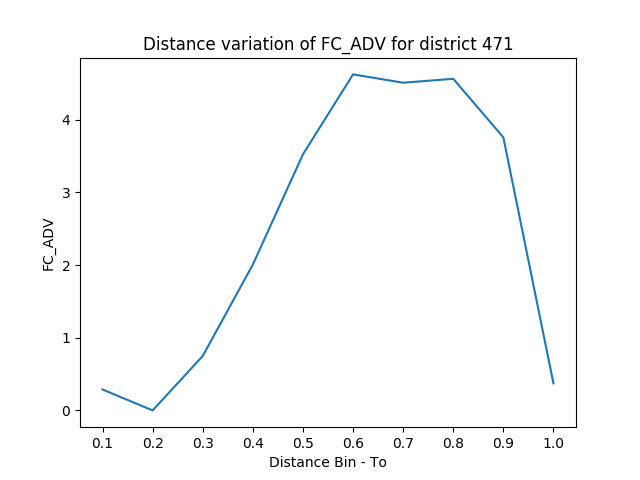 Distance variation of FC_ADV for district 471
4
3
2
1
0
FC_ADV
0.1 0.2 0.3 0.4 0.5 0.6 0.7 0.8 0.9 1.0
Distance Bin - To